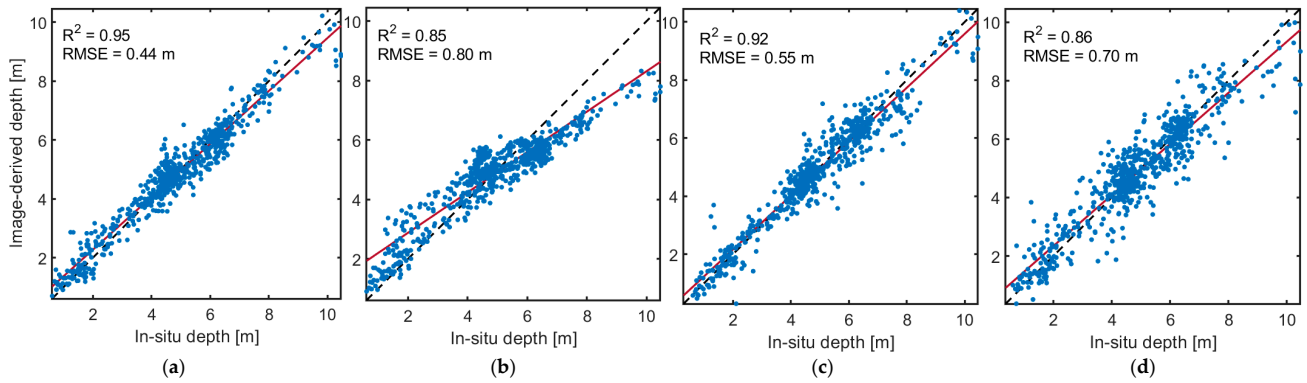 R² = 0.95
RMSE = 0.44 m
Image-derived depth [m]
10
8
6
4
2
2 4 6 8 10
In-situ depth [m]
(a)
R² = 0.85
RMSE = 0.80 m
10
8
6
4
2
2 4 6 8 10
In-situ depth [m]
(b)
R² = 0.92
RMSE = 0.55 m
10
8
6
4
2
2 4 6 8 10
In-situ depth [m]
(c)
R² = 0.86
RMSE = 0.70 m
10
8
6
4
2
2 4 6 8 10
In-situ depth [m]
(d)